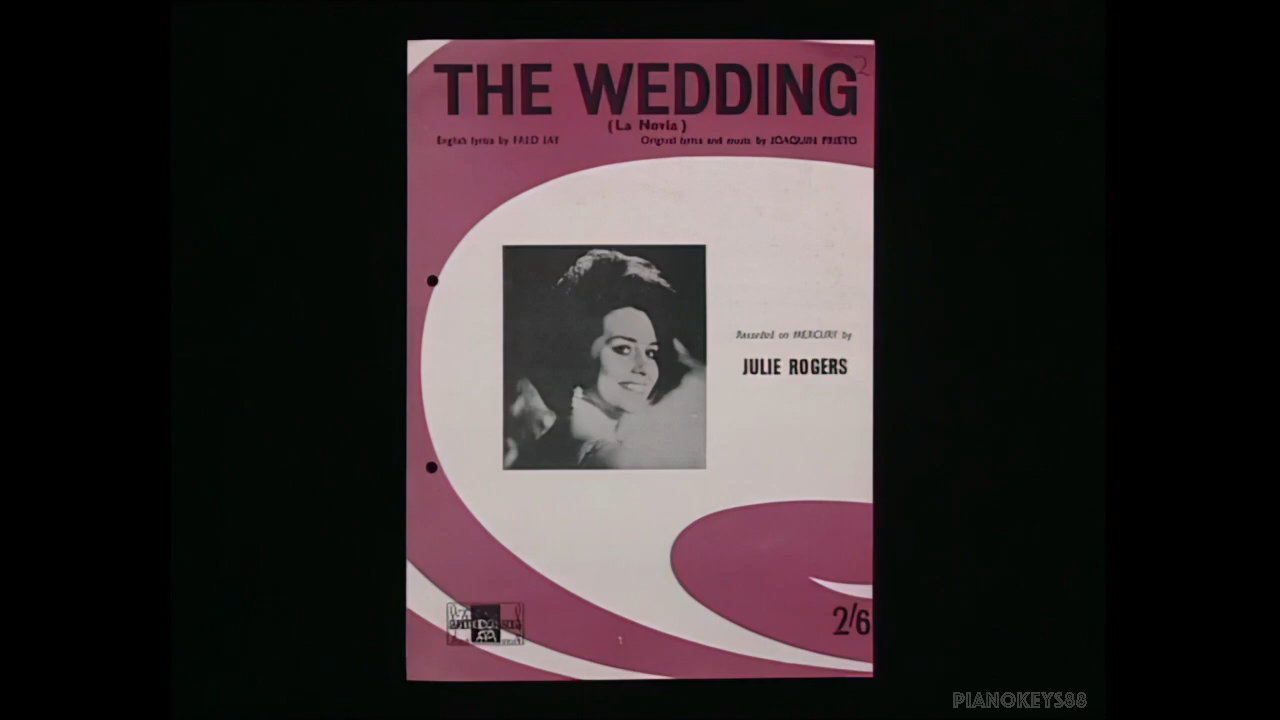 THE WEDDING
2
(La Novia)
English lyrics by FRED JAY
Original lyrics and music by JOAQUIN PRIETO
Recorded on MERCURY by
JULIE ROGERS
2/6
PIANOKEYS88